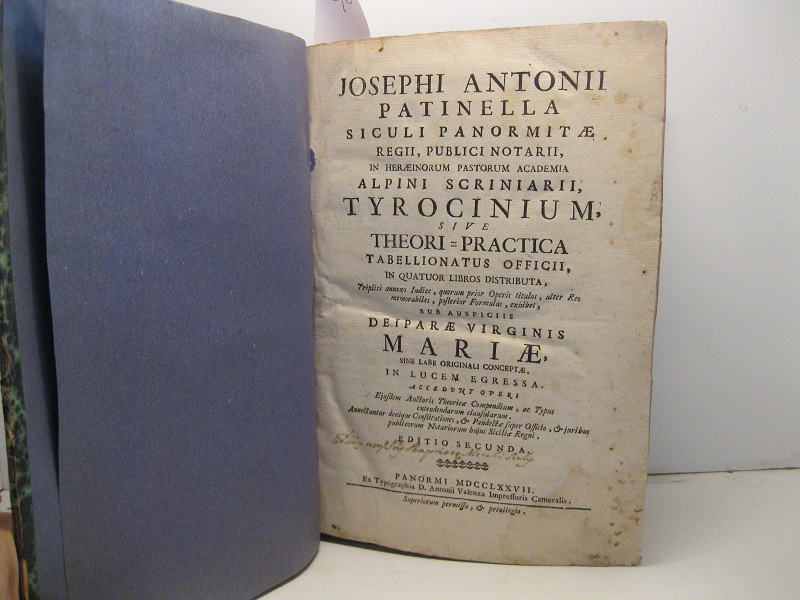 JOSEPHI ANTONII
PATINELLA
SICULI PANORMITÆ
REGII, PUBLICI NOTARII,
IN HERÆINORUM PASTORUM ACADEMIA
ALPINI SCRINIARII,
TYROCINIUM,
SIVE
THEORI=PRACTICA
TABELLIONATUS OFFICII,
IN QUATUOR LIBROS DISTRIBUTA,
Triplici annexo Indice, quorum prior Operis titulos, alter Res
memorabiles, posterior Formulas, exhibet,
SUB AUSPICIIS
DEIPARÆ VIRGINIS
MARIÆ,
SINE LABE ORIGINALI CONCEPTÆ,
IN LUCEM EGRESSA.
ACCEDUNT OPERI
Ejusdem Auctoris Theoricæ Compendium, ac Typus
extendendarum clausularum.
Annectuntur denique Constitutiones, & Pandectæ super Officio, & juribus
publicorum Notariorum hujus Siciliæ Regni.
EDITIO SECUNDA
PANORMI MDCCLXXVII.
Ex Typographia D. Antonii Valenza Impressoris Cameralis.
Superiorum permissu, & privilegio.